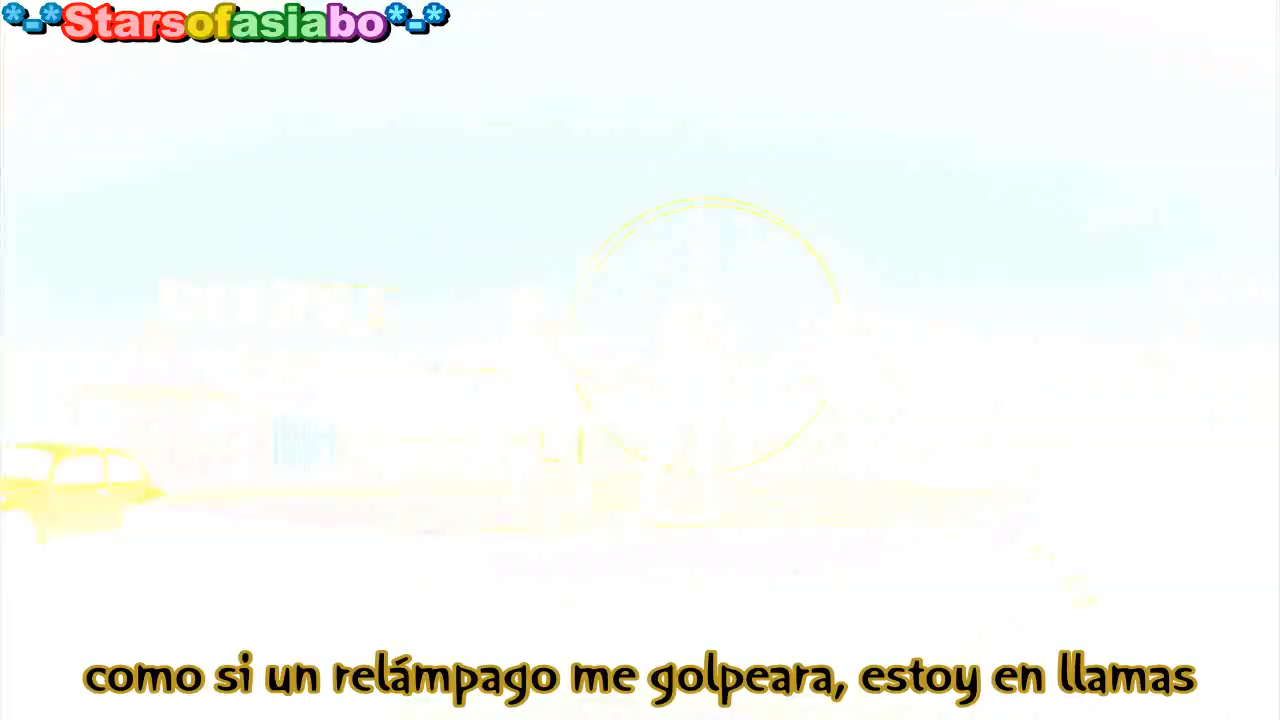 *-*Starsofasiabo*-*
como si un relámpago me golpeara, estoy en llamas